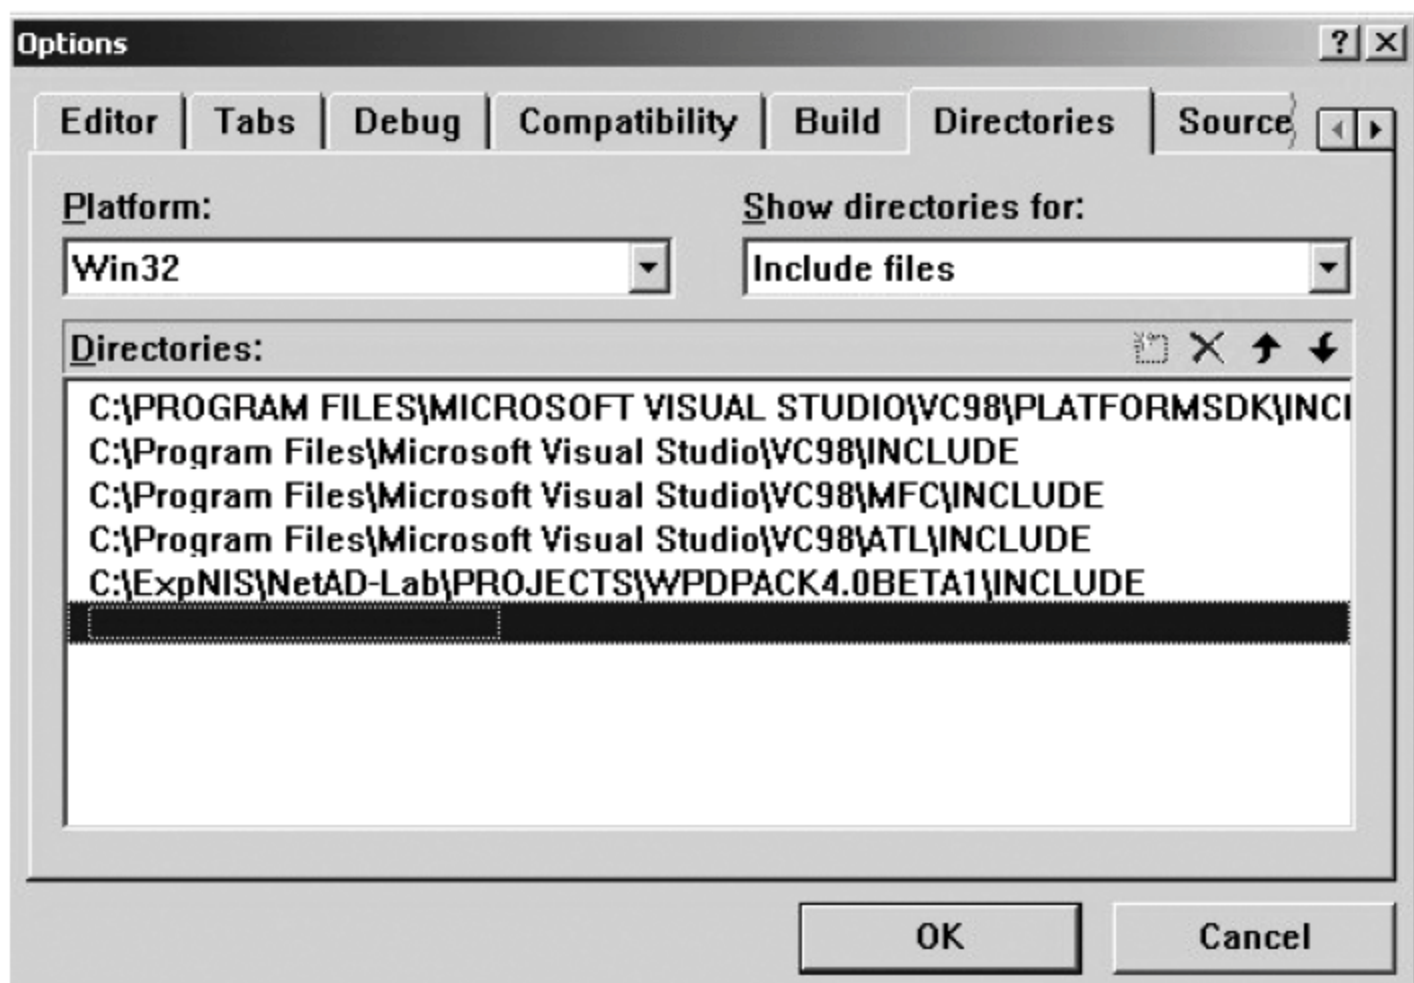 Options
Editor Tabs Debug Compatibility Build Directories Source
Platform: Show directories for:
Win32 Include files
Directories:
C:\PROGRAM FILES\MICROSOFT VISUAL STUDIO\VC98\PLATFORMSDK\INCI
C:\Program Files\Microsoft Visual Studio\VC98\INCLUDE
C:\Program Files\Microsoft Visual Studio\VC98\MFC\INCLUDE
C:\Program Files\Microsoft Visual Studio\VC98\ATL\INCLUDE
C:\ExpNIS\NetAD-Lab\PROJECTS\WPDPACK4.0BETA1\INCLUDE
OK Cancel